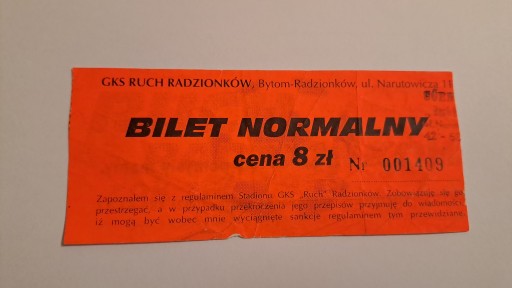 GKS RUCH RADZIONKÓW, Bytom-Radzionków, ul. Narutowicza 11
BILET NORMALNY
cena 8 zł Nr 001409
Zapoznałem się z regulaminem Stadionu GKS „Ruch" Radzionków. Zobowiązuję się go
przestrzegać, a w przypadku przekroczenia jego przepisów przyjmuję do wiadomości,
iż mogą być wobec mnie wyciągnięte sankcje regulaminem tym przewidziane.